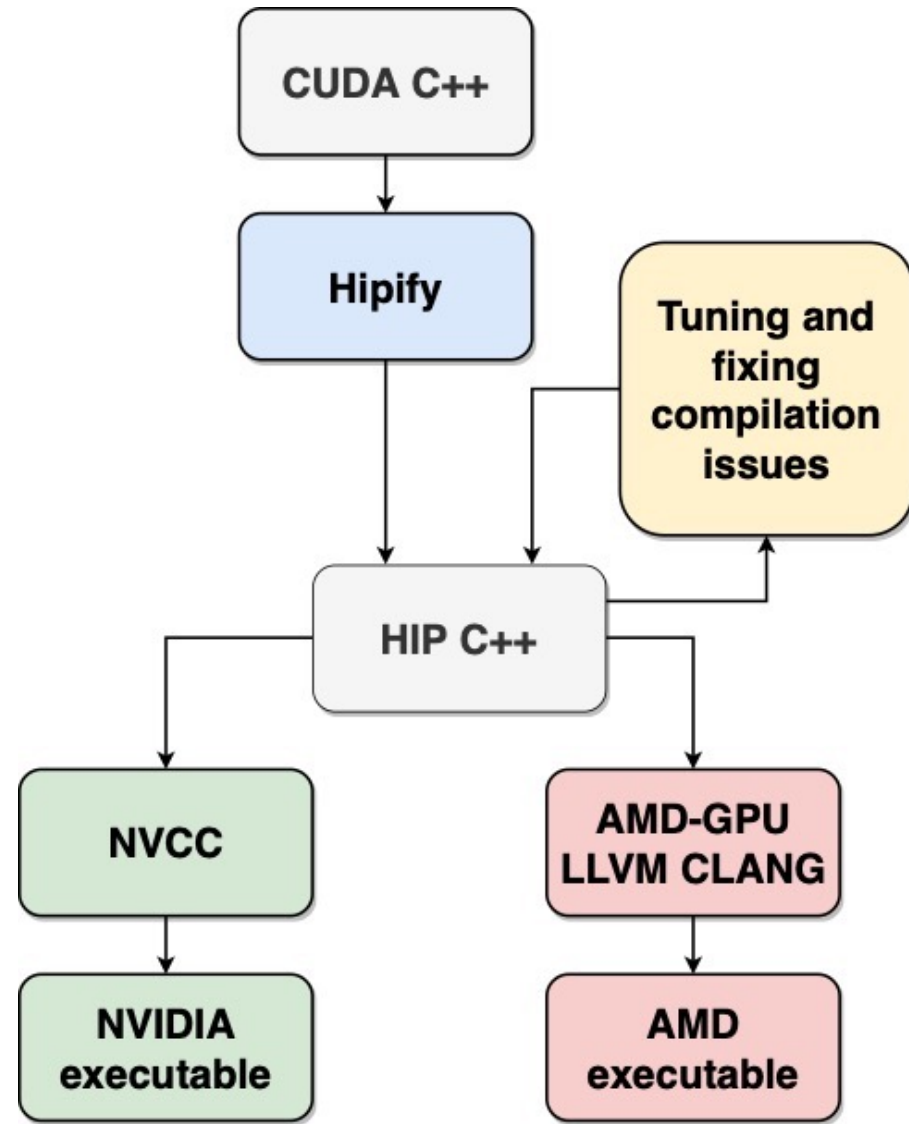 CUDA C++
Hipify
Tuning and
fixing
compilation
issues
HIP C++
NVCC
AMD-GPU
LLVM CLANG
NVIDIA
executable
AMD
executable